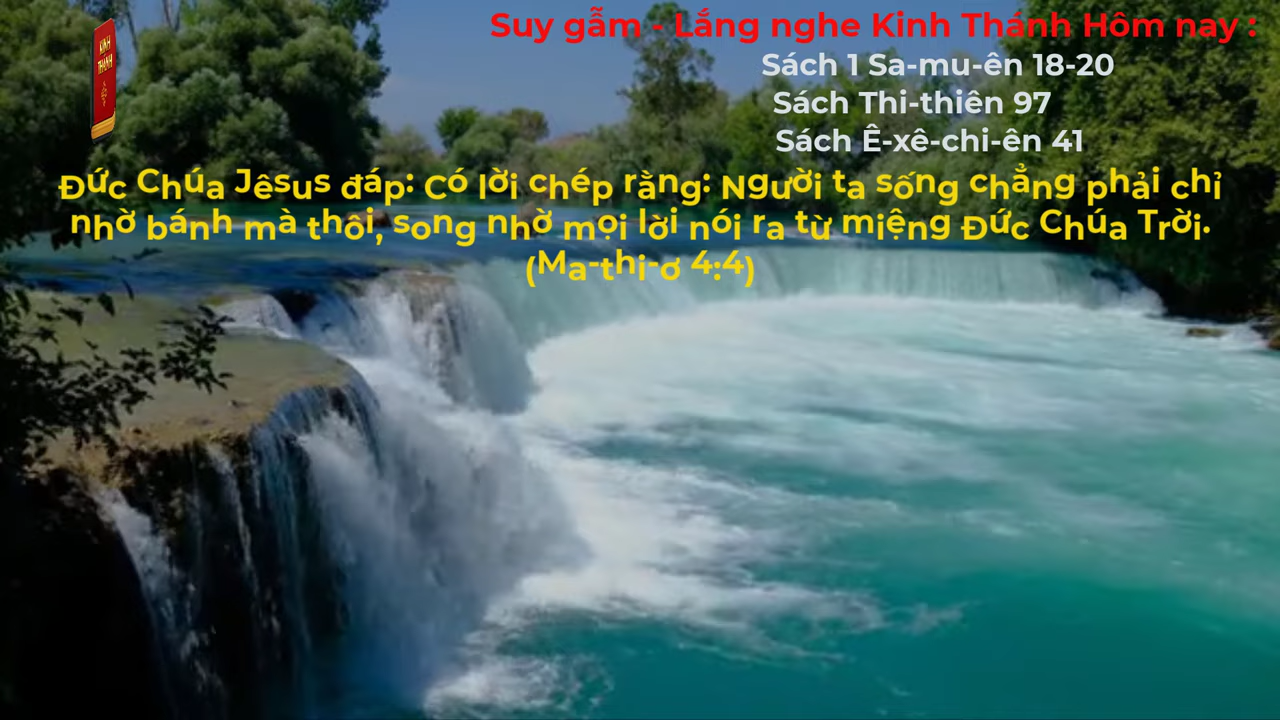 KINH
THÁNH
Suy gẫm - Lắng nghe Kinh Thánh Hôm nay :
Sách 1 Sa-mu-ên 18-20
Sách Thi-thiên 97
Sách Ê-xê-chi-ên 41
Đức Chúa Jêsus đáp: Có lời chép rằng: Người ta sống chẳng phải chỉ
nhờ bánh mà thôi, song nhờ mọi lời nói ra từ miệng Đức Chúa Trời.
(Ma-thi-ơ 4:4)